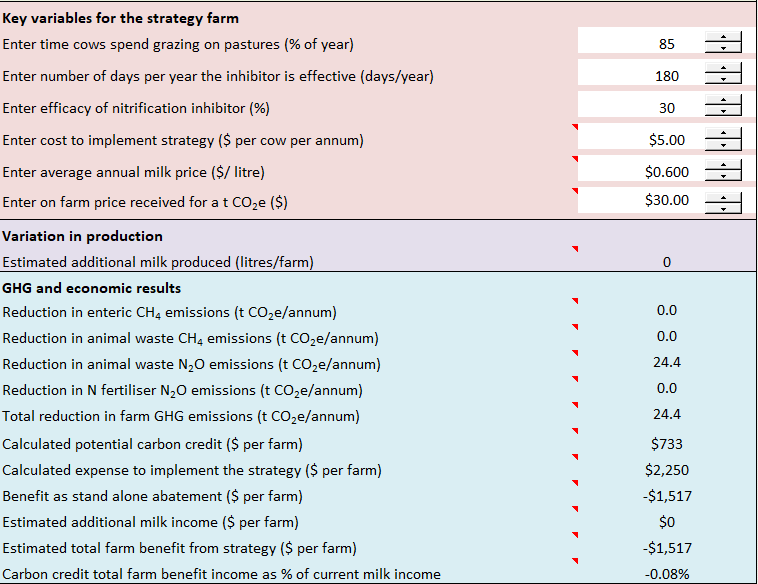 Key variables for the strategy farm
Enter time cows spend grazing on pastures (% of year) 85
Enter number of days per year the inhibitor is effective (days/year) 180
Enter efficacy of nitrification inhibitor (%) 30
Enter cost to implement strategy ($ per cow per annum) $5.00
Enter average annual milk price ($/ litre) $0.600
Enter on farm price received for a t CO₂e ($) $30.00
Variation in production
Estimated additional milk produced (litres/farm) 0
GHG and economic results
Reduction in enteric CH₄ emissions (t CO₂e/annum) 0.0
Reduction in animal waste CH₄ emissions (t CO₂e/annum) 0.0
Reduction in animal waste N₂O emissions (t CO₂e/annum) 24.4
Reduction in N fertiliser N₂O emissions (t CO₂e/annum) 0.0
Total reduction in farm GHG emissions (t CO₂e/annum) 24.4
Calculated potential carbon credit ($ per farm) $733
Calculated expense to implement the strategy ($ per farm) $2,250
Benefit as stand alone abatement ($ per farm) -$1,517
Estimated additional milk income ($ per farm) $0
Estimated total farm benefit from strategy ($ per farm) -$1,517
Carbon credit total farm benefit income as % of current milk income -0.08%